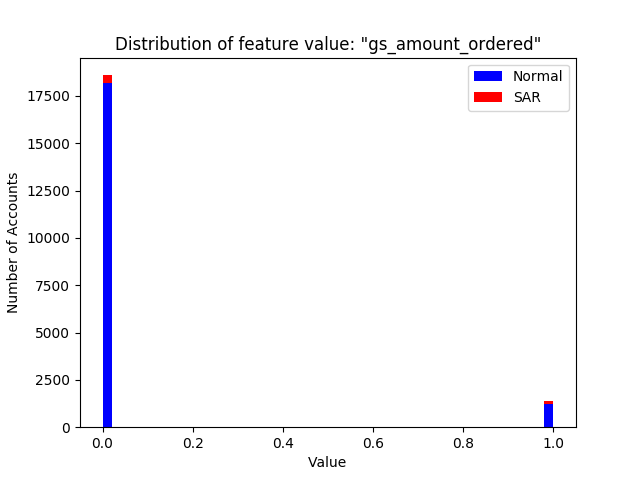 Distribution of feature value: "gs_amount_ordered"
Normal
SAR
Number of Accounts
17500
15000
12500
10000
7500
5000
2500
0
0.0 0.2 0.4 0.6 0.8 1.0
Value